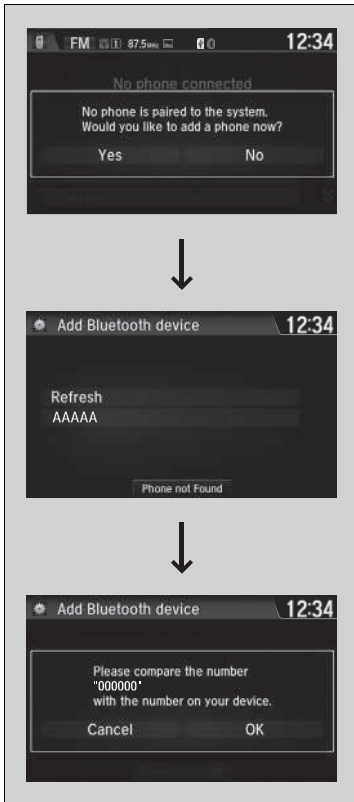 FM 87.5MHz 12:34
No phone connected
No phone is paired to the system.
Would you like to add a phone now?
Yes No
Add Bluetooth device 12:34
Refresh
AAAAA
Phone not Found
Add Bluetooth device 12:34
Please compare the number
"000000"
with the number on your device.
Cancel OK